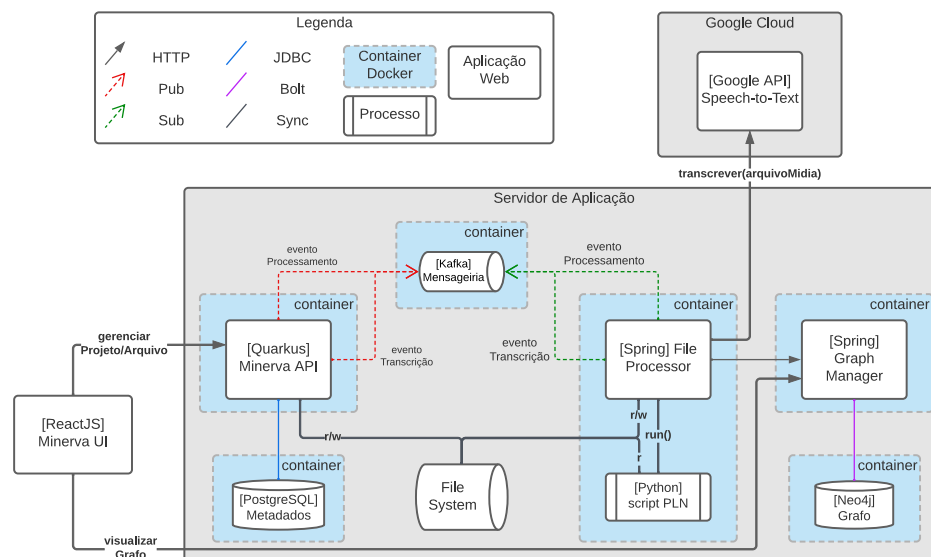 Legenda
HTTP
Pub
Sub
JDBC
Bolt
Sync
Container
Docker
Processo
Aplicação
Web
Google Cloud
[Google API]
Speech-to-Text
transcrever(arquivoMidia)
Servidor de Aplicação
container
[Kafka]
Mensageiria
evento
Processamento
evento
Processamento
container
[Quarkus]
Minerva API
evento
Transcrição
evento
Transcrição
container
[Spring] File
Processor
container
[Spring]
Graph
Manager
gerenciar
Projeto/Arquivo
[ReactJS]
Minerva UI
r/w
r/w
run()
r
container
[PostgreSQL]
Metadados
File
System
[Python]
script PLN
container
[Neo4j]
Grafo
visualizar
Grafo